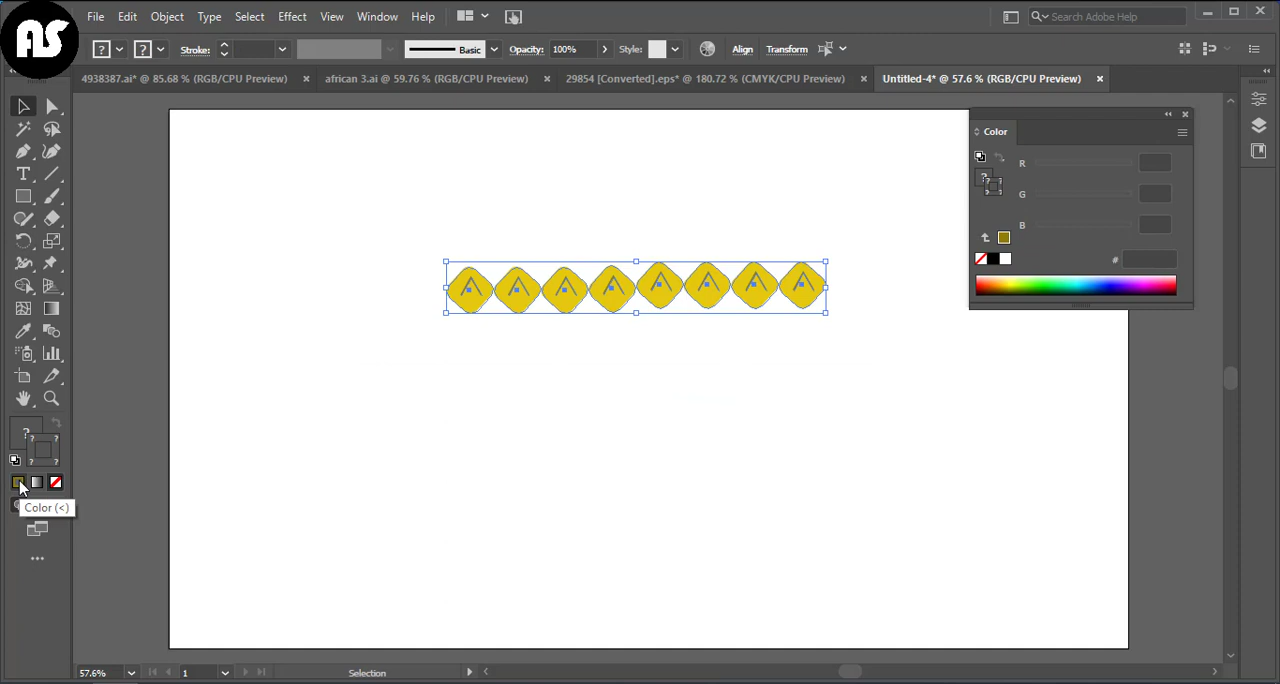 AS
File Edit Object Type Select Effect View Window Help
Search Adobe Help
? ? Stroke: Basic Opacity: 100% Style: Align Transform
4938387.ai* @ 85.68 % (RGB/CPU Preview) × african 3.ai @ 59.76 % (RGB/CPU Preview) × 29854 [Converted].eps* @ 180.72 % (CMYK/CPU Preview) × Untitled-4* @ 57.6 % (RGB/CPU Preview) ×
Color
R
G
B
#
T
?
? ?
? ?
Color (<)
57.6% 1 Selection